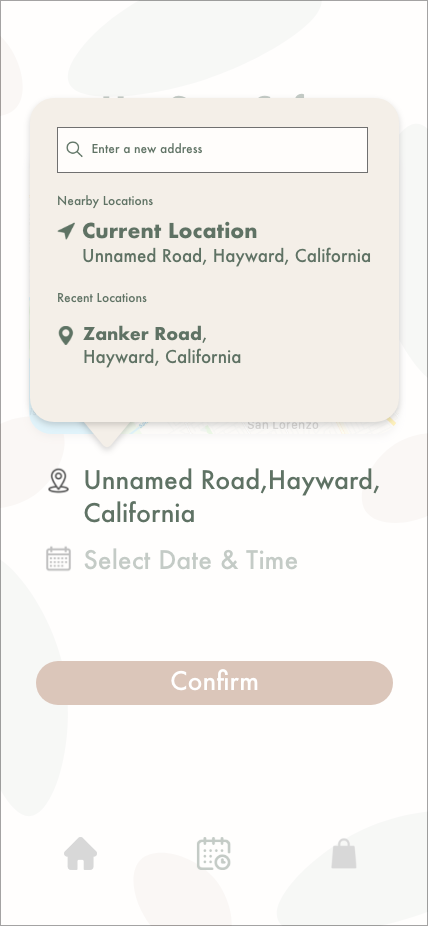 Enter a new address
Nearby Locations
Current Location
Unnamed Road, Hayward, California
Recent Locations
Zanker Road,
Hayward, California
San Lorenzo
Unnamed Road,Hayward,
California
Select Date & Time
Confirm